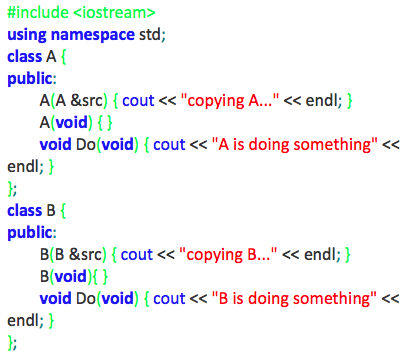 #include <iostream>
using namespace std;
class A {
public:
A(A &src) { cout << "copying A..." << endl; }
A(void) { }
void Do(void) { cout << "A is doing something" <<
endl; }
};
class B {
public:
B(B &src) { cout << "copying B..." << endl; }
B(void){ }
void Do(void) { cout << "B is doing something" <<
endl; }
};